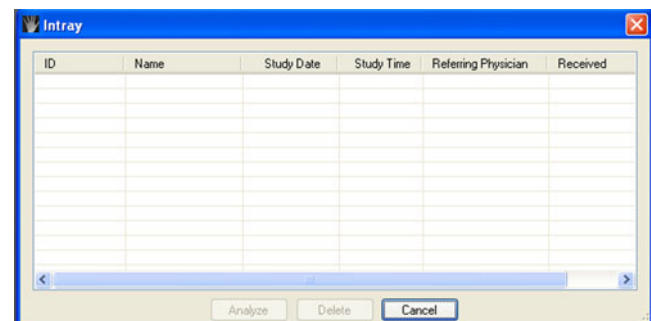 Intray
ID Name Study Date Study Time Referring Physician Received
Analyze Delete Cancel